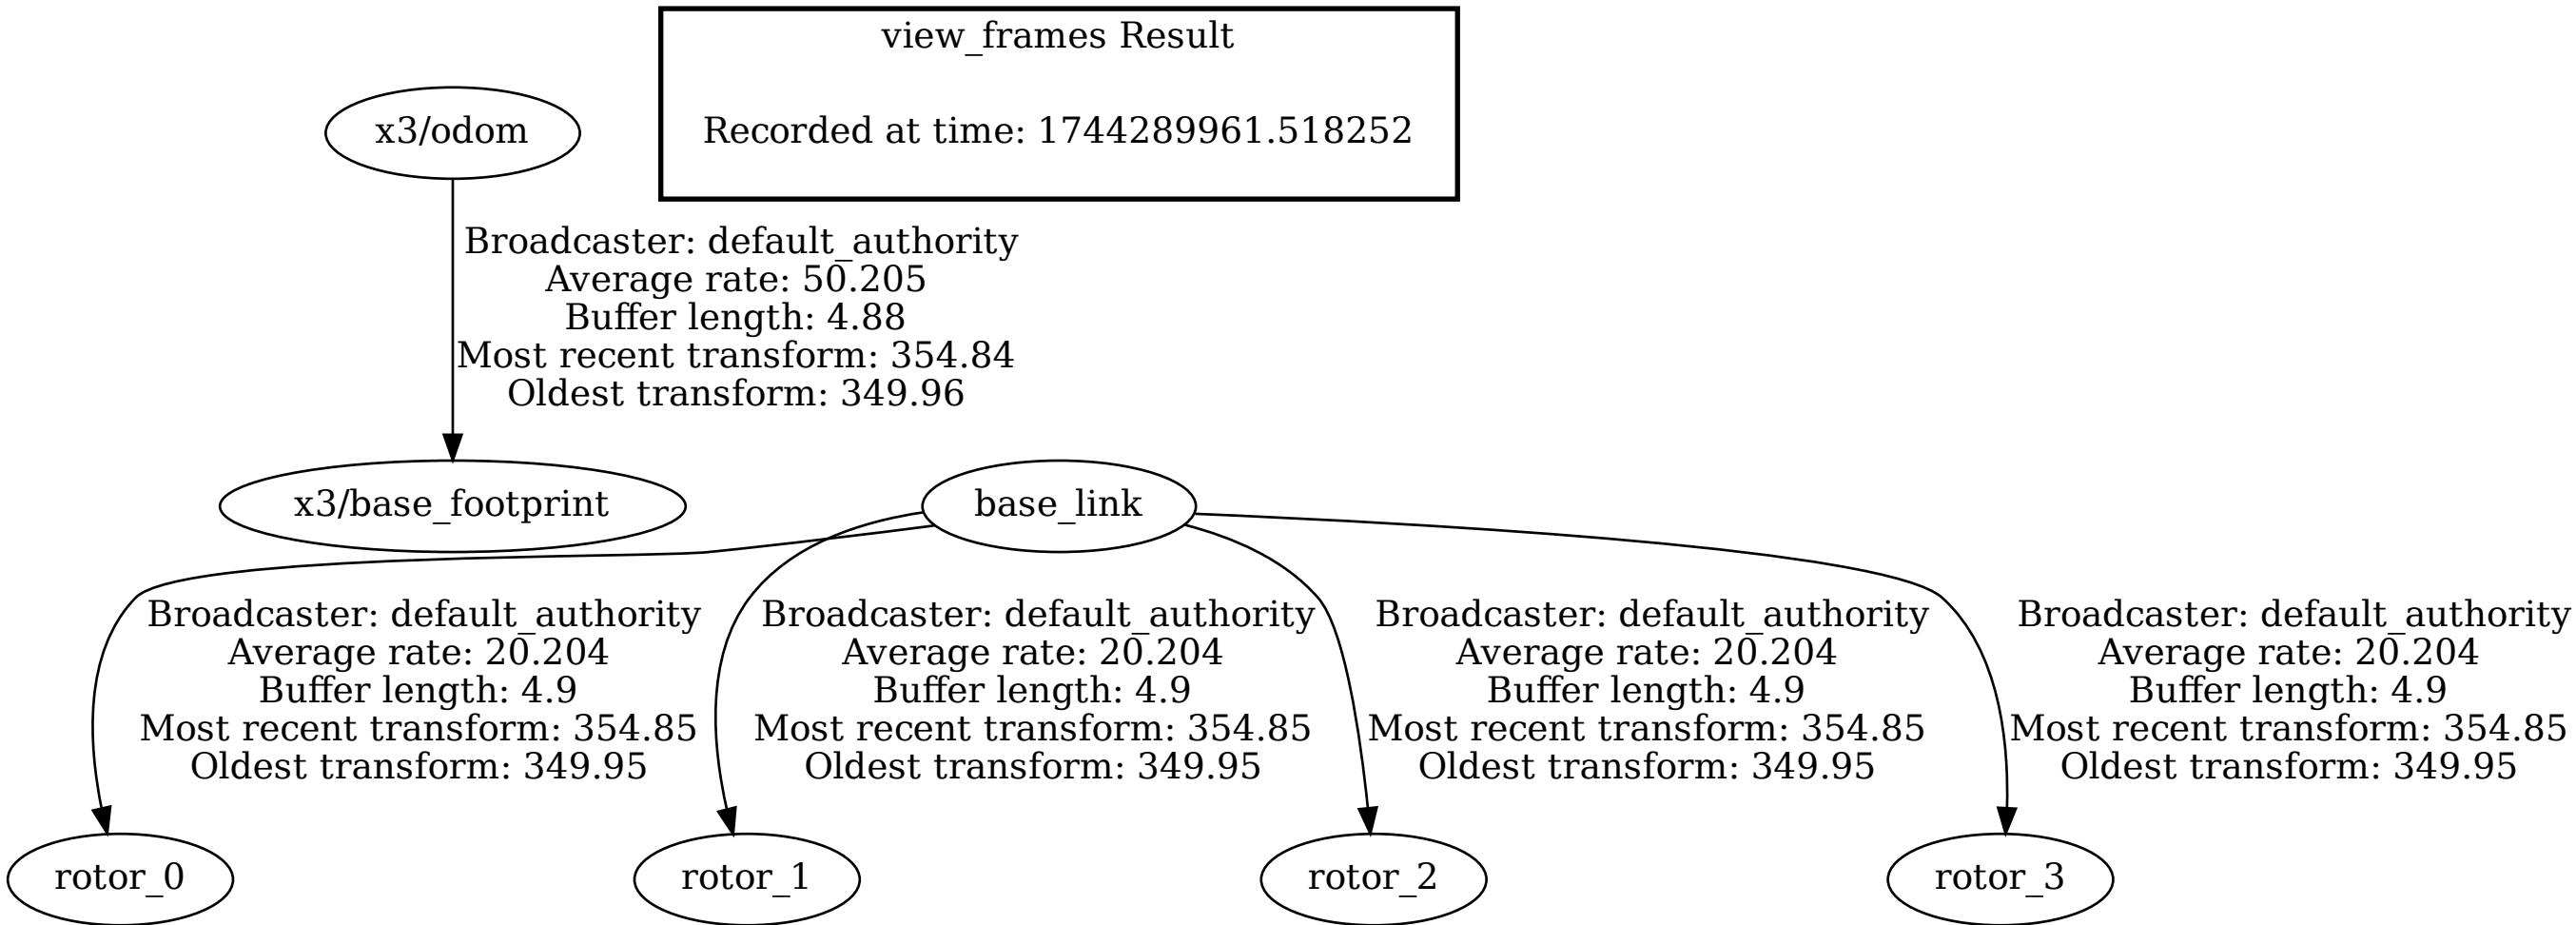 view_frames Result
Recorded at time: 1744289961.518252
x3/odom
Broadcaster: default_authority
Average rate: 50.205
Buffer length: 4.88
Most recent transform: 354.84
Oldest transform: 349.96
x3/base_footprint
base_link
Broadcaster: default_authority
Average rate: 20.204
Buffer length: 4.9
Most recent transform: 354.85
Oldest transform: 349.95
Broadcaster: default_authority
Average rate: 20.204
Buffer length: 4.9
Most recent transform: 354.85
Oldest transform: 349.95
Broadcaster: default_authority
Average rate: 20.204
Buffer length: 4.9
Most recent transform: 354.85
Oldest transform: 349.95
Broadcaster: default_authority
Average rate: 20.204
Buffer length: 4.9
Most recent transform: 354.85
Oldest transform: 349.95
rotor_0
rotor_1
rotor_2
rotor_3